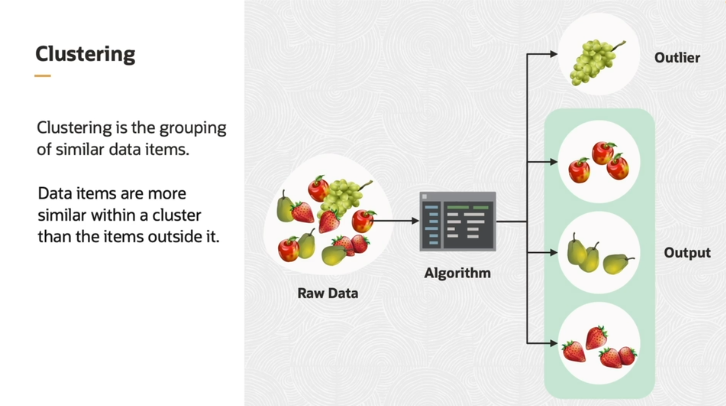 Clustering
Clustering is the grouping
of similar data items.
Data items are more
similar within a cluster
than the items outside it.
Raw Data
Algorithm
Outlier
Output